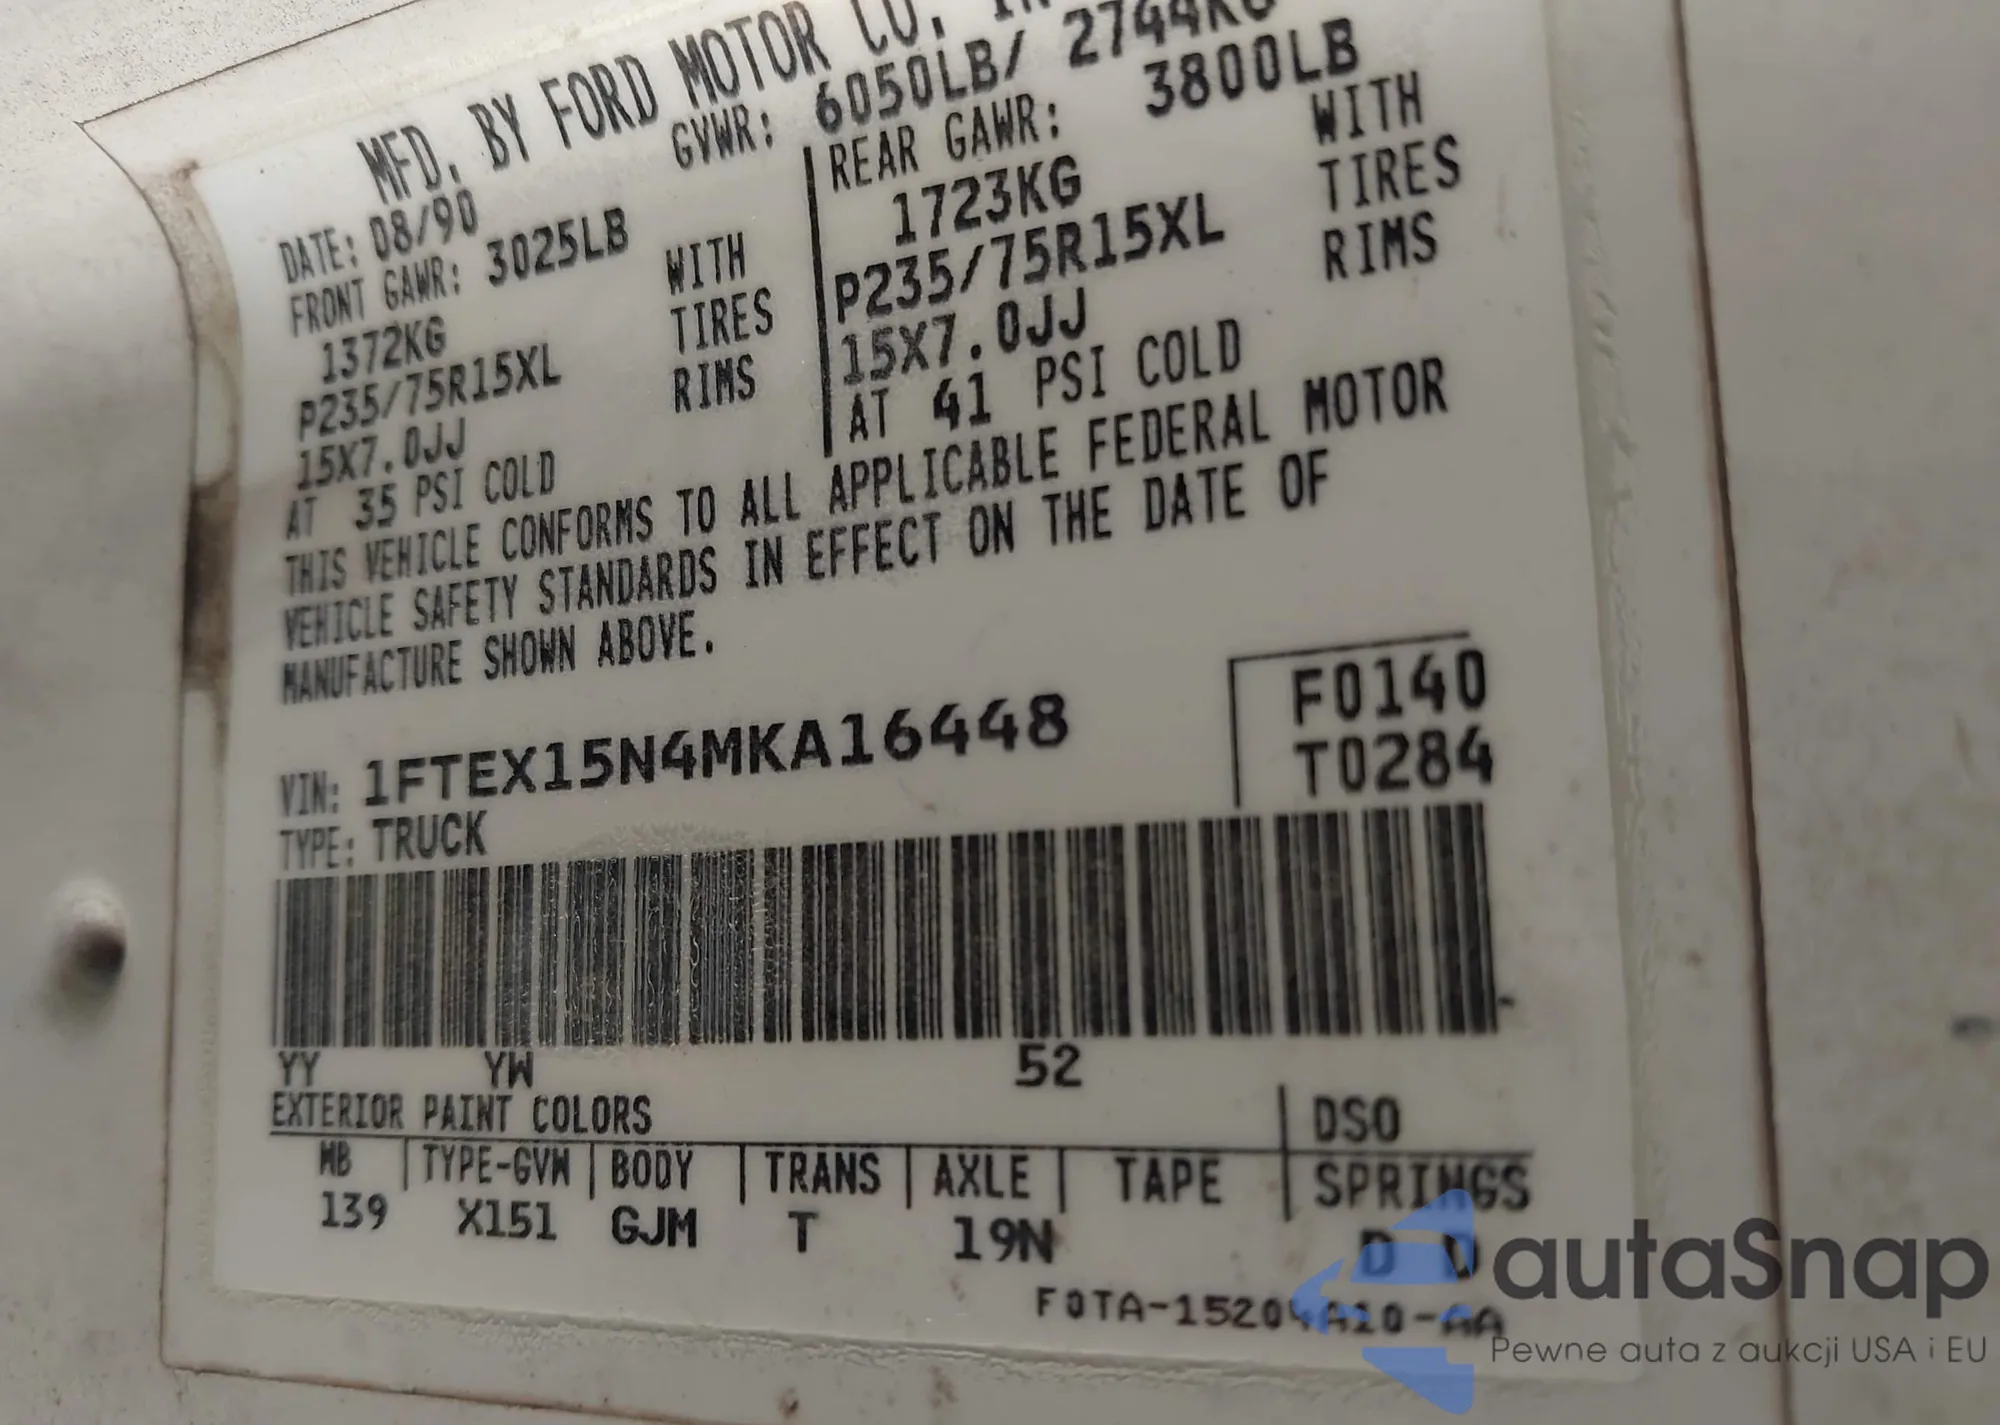 MFD. BY FORD MOTOR CO. IN
GVWR: 6050LB/ 2744KG
DATE: 08/90
FRONT GAWR: 3025LB
1372KG WITH
P235/75R15XL TIRES
15X7.0JJ RIMS
AT 35 PSI COLD
REAR GAWR: 3800LB
1723KG WITH
P235/75R15XL TIRES
15X7.0JJ RIMS
AT 41 PSI COLD
THIS VEHICLE CONFORMS TO ALL APPLICABLE FEDERAL MOTOR
VEHICLE SAFETY STANDARDS IN EFFECT ON THE DATE OF
MANUFACTURE SHOWN ABOVE.
VIN: 1FTEX15N4MKA16448
TYPE: TRUCK
F0140
T0284
YY YW 52
EXTERIOR PAINT COLORS DSO
WB TYPE-GVW BODY TRANS AXLE TAPE SPRINGS
139 X151 GJM T 19N D D
F0TA-15204A10-AA
autaSnap
Pewne auta z aukcji USA i EU